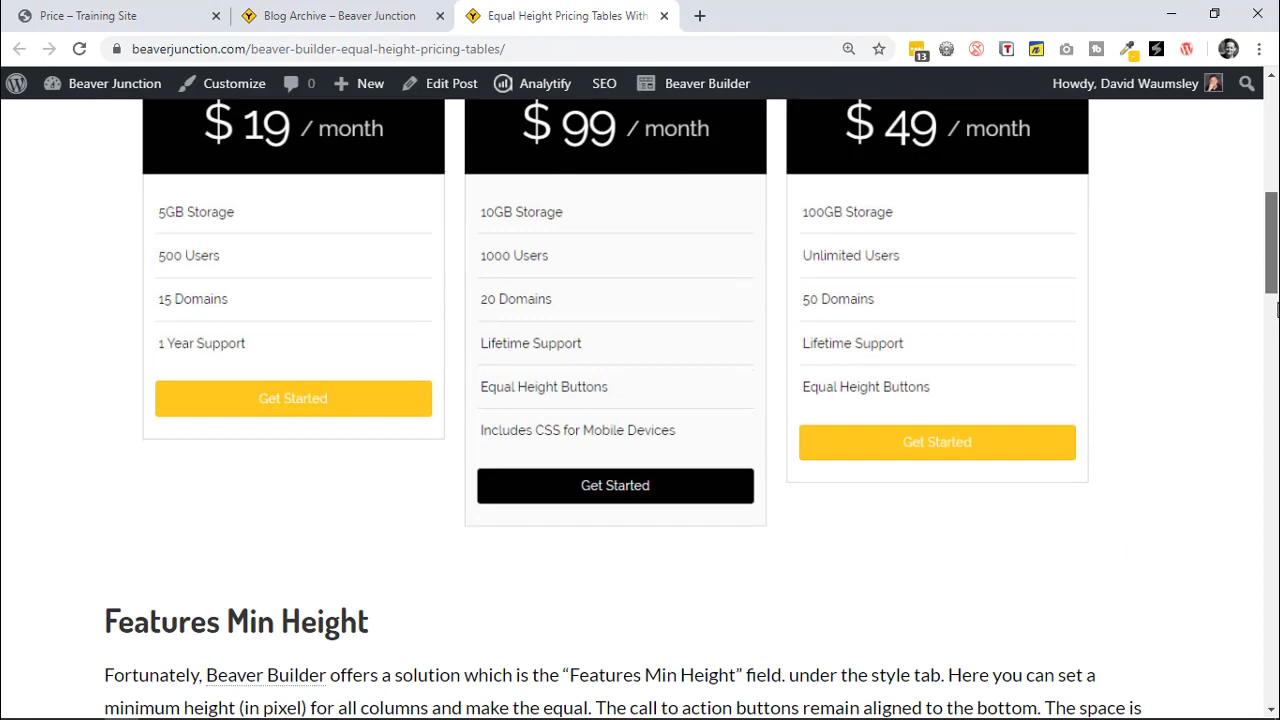 Price – Training Site
Blog Archive – Beaver Junction
Equal Height Pricing Tables With
beaverjunction.com/beaver-builder-equal-height-pricing-tables/
13
Beaver Junction
Customize
0
New
Edit Post
Analytify
SEO
Beaver Builder
Howdy, David Waumsley
$ 19 / month
5GB Storage
500 Users
15 Domains
1 Year Support
Get Started
$ 99 / month
10GB Storage
1000 Users
20 Domains
Lifetime Support
Equal Height Buttons
Includes CSS for Mobile Devices
Get Started
$ 49 / month
100GB Storage
Unlimited Users
50 Domains
Lifetime Support
Equal Height Buttons
Get Started
Features Min Height
Fortunately, Beaver Builder offers a solution which is the “Features Min Height” field. under the style tab. Here you can set a
minimum height (in pixel) for all columns and make the equal. The call to action buttons remain aligned to the bottom. The space is